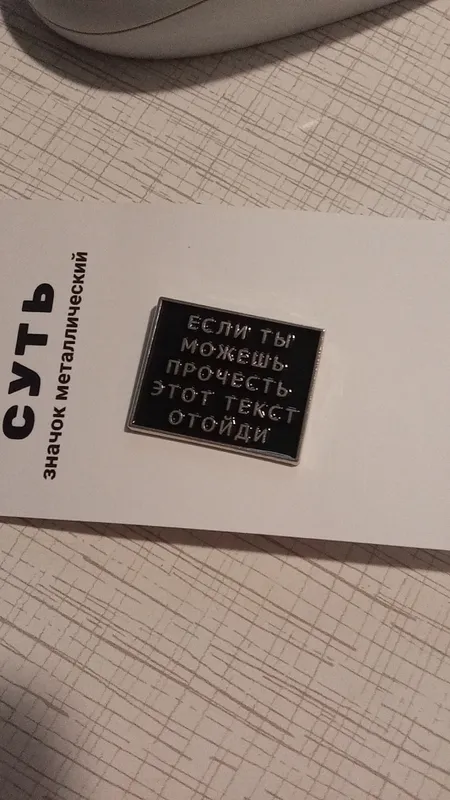 СУТЬ
значок металлический
ЕСЛИ ТЫ
МОЖЕШЬ
ПРОЧЕСТЬ
ЭТОТ ТЕКСТ
ОТОЙДИ